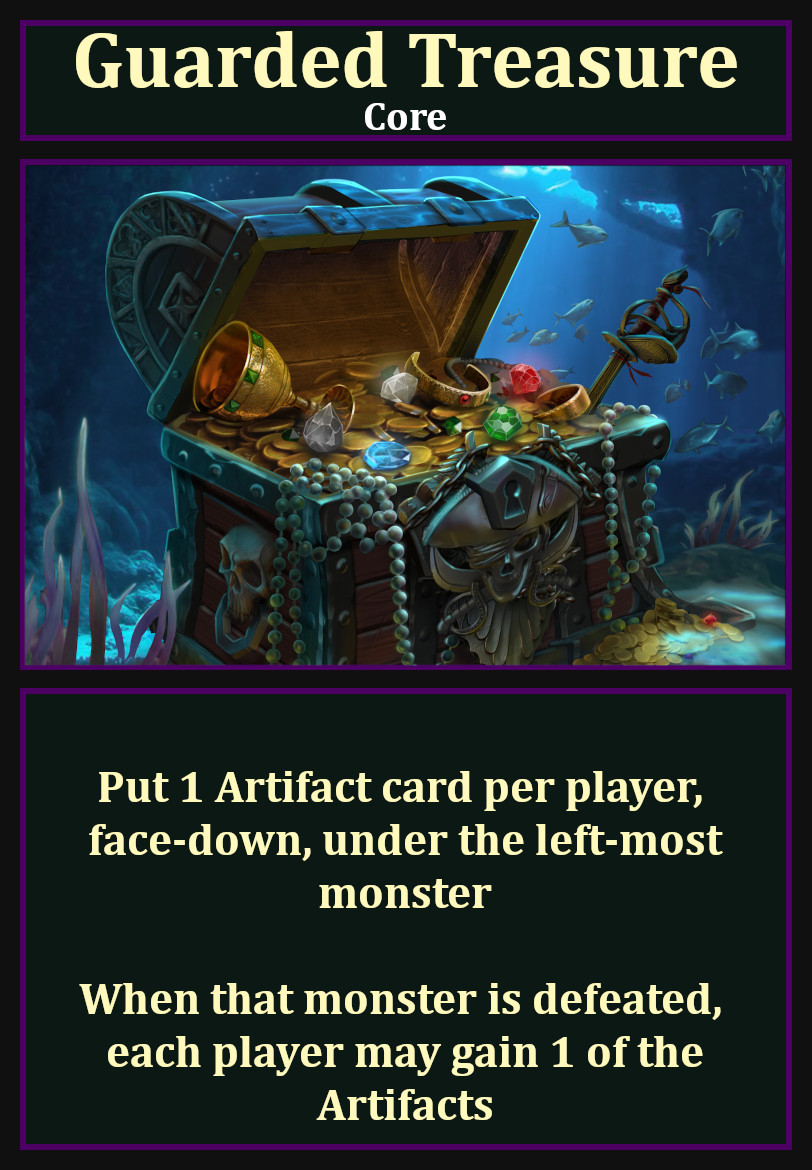 Guarded Treasure
Core
Put 1 Artifact card per player,
face-down, under the left-most
monster
When that monster is defeated,
each player may gain 1 of the
Artifacts